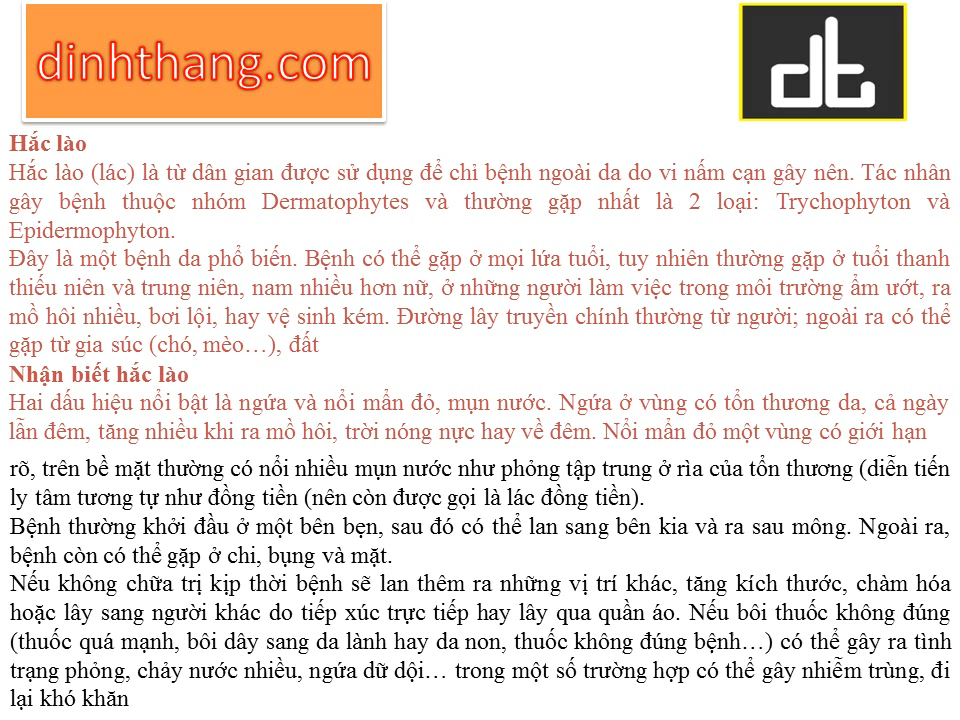 dinhthang.com
dt
Hắc lào
Hắc lào (lác) là từ dân gian được sử dụng để chỉ bệnh ngoài da do vi nấm cạn gây nên. Tác nhân
gây bệnh thuộc nhóm Dermatophytes và thường gặp nhất là 2 loại: Trychophyton và
Epidermophyton.
Đây là một bệnh da phổ biến. Bệnh có thể gặp ở mọi lứa tuổi, tuy nhiên thường gặp ở tuổi thanh
thiếu niên và trung niên, nam nhiều hơn nữ, ở những người làm việc trong môi trường ẩm ướt, ra
mồ hôi nhiều, bơi lội, hay vệ sinh kém. Đường lây truyền chính thường từ người; ngoài ra có thể
gặp từ gia súc (chó, mèo…), đất
Nhận biết hắc lào
Hai dấu hiệu nổi bật là ngứa và nổi mẩn đỏ, mụn nước. Ngứa ở vùng có tổn thương da, cả ngày
lẫn đêm, tăng nhiều khi ra mồ hôi, trời nóng nực hay về đêm. Nổi mẩn đỏ một vùng có giới hạn
rõ, trên bề mặt thường có nổi nhiều mụn nước như phỏng tập trung ở rìa của tổn thương (diễn tiến
ly tâm tương tự như đồng tiền (nên còn được gọi là lác đồng tiền).
Bệnh thường khởi đầu ở một bên bẹn, sau đó có thể lan sang bên kia và ra sau mông. Ngoài ra,
bệnh còn có thể gặp ở chi, bụng và mặt.
Nếu không chữa trị kịp thời bệnh sẽ lan thêm ra những vị trí khác, tăng kích thước, chàm hóa
hoặc lây sang người khác do tiếp xúc trực tiếp hay lây qua quần áo. Nếu bôi thuốc không đúng
(thuốc quá mạnh, bôi dây sang da lành hay da non, thuốc không đúng bệnh…) có thể gây ra tình
trạng phỏng, chảy nước nhiều, ngứa dữ dội… trong một số trường hợp có thể gây nhiễm trùng, đi
lại khó khăn